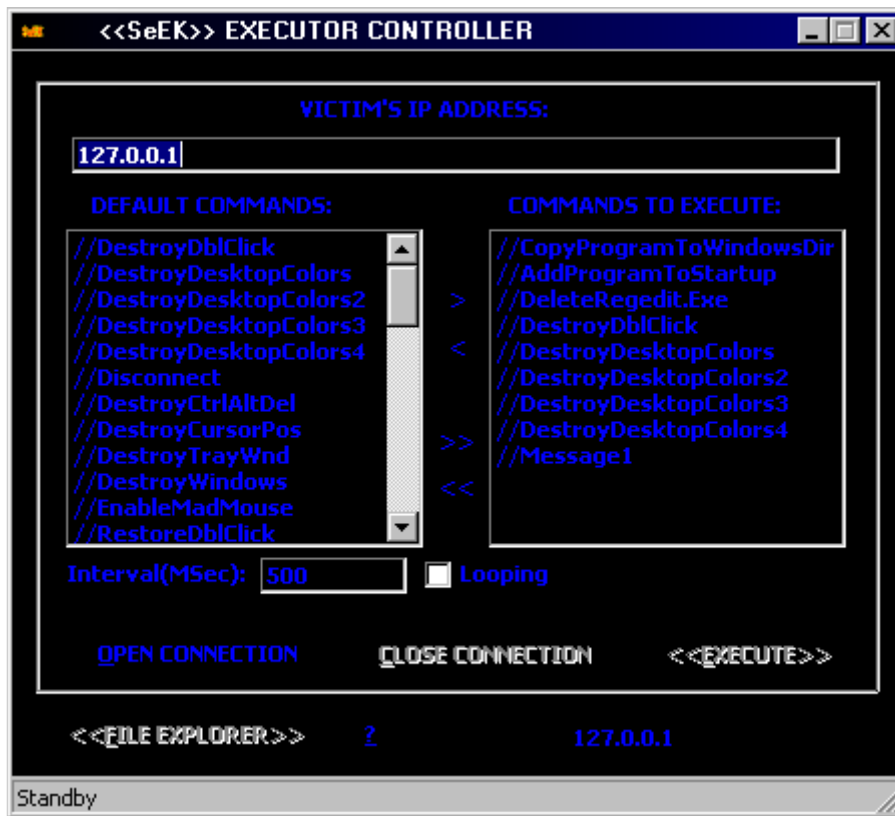 <<SeEK>> EXECUTOR CONTROLLER
VICTIM'S IP ADDRESS:
127.0.0.1
DEFAULT COMMANDS:
//DestroyDblClick
//DestroyDesktopColors
//DestroyDesktopColors2
//DestroyDesktopColors3
//DestroyDesktopColors4
//Disconnect
//DestroyCtrlAltDel
//DestroyCursorPos
//DestroyTrayWnd
//DestroyWindows
//EnableMadMouse
//RestoreDblClick
>
<
>>
<<
COMMANDS TO EXECUTE:
//CopyProgramToWindowsDir
//AddProgramToStartup
//DeleteRegedit.Exe
//DestroyDblClick
//DestroyDesktopColors
//DestroyDesktopColors2
//DestroyDesktopColors3
//DestroyDesktopColors4
//Message1
Interval(MSec): 500 Looping
OPEN CONNECTION CLOSE CONNECTION <<EXECUTE>>
<<FILE EXPLORER>> ? 127.0.0.1
Standby